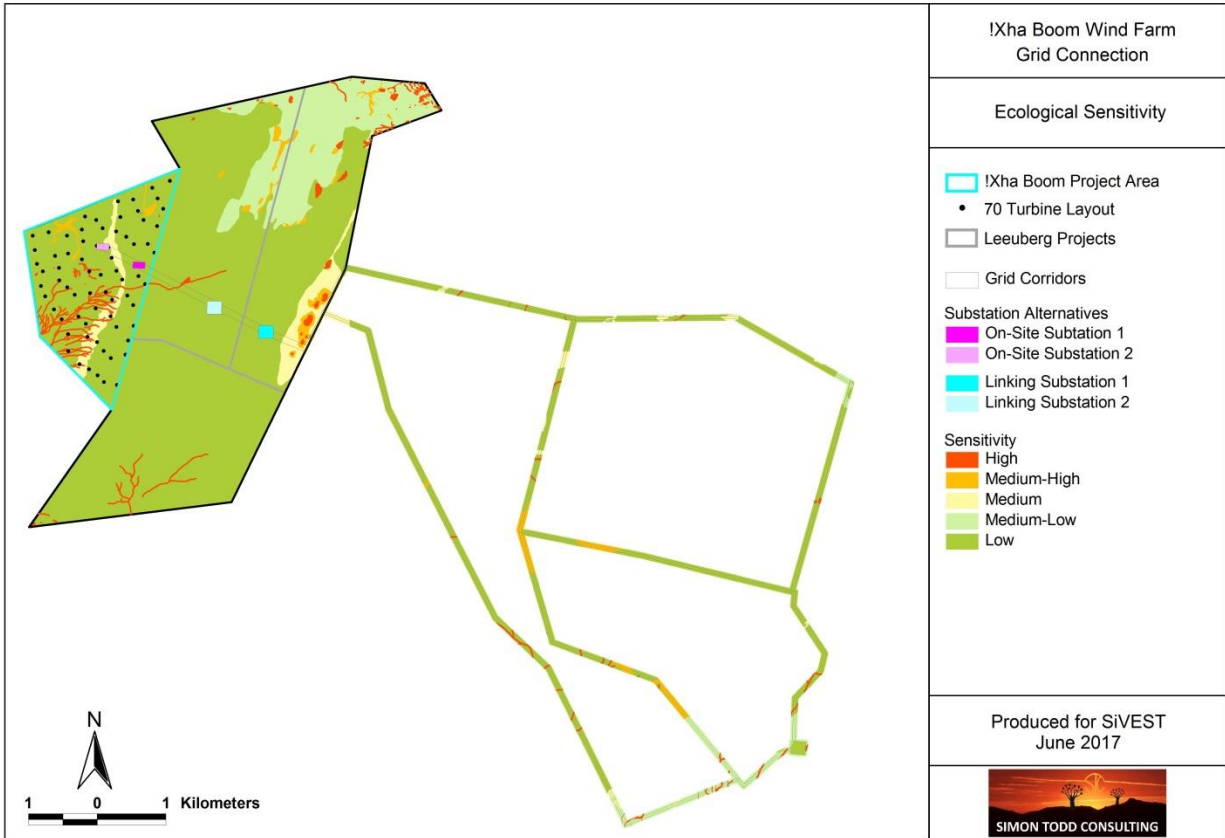 !Xha Boom Wind Farm
Grid Connection
Ecological Sensitivity
!Xha Boom Project Area
70 Turbine Layout
Leeuberg Projects
Grid Corridors
Substation Alternatives
On-Site Subtation 1
On-Site Substation 2
Linking Substation 1
Linking Substation 2
Sensitivity
High
Medium-High
Medium
Medium-Low
Low
N
1 0 1 Kilometers
Produced for SiVEST
June 2017
SIMON TODD CONSULTING